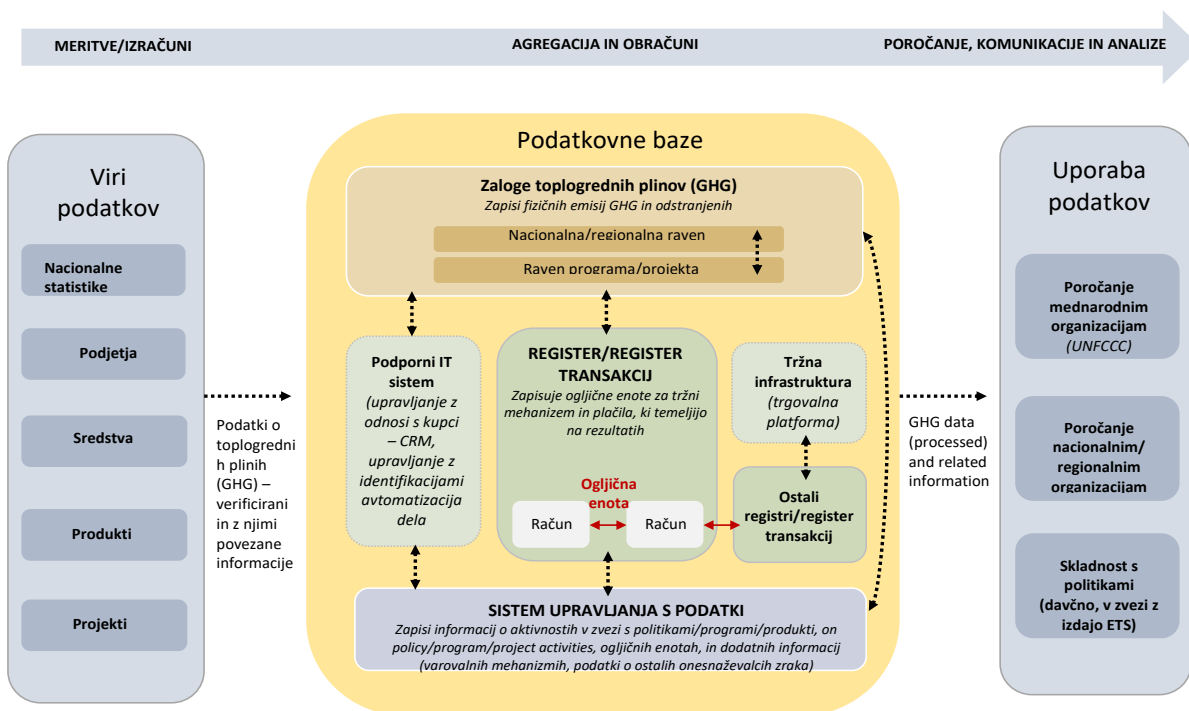 MERITVE/IZRAČUNI
AGREGACIJA IN OBRAČUNI
POROČANJE, KOMUNIKACIJE IN ANALIZE
Viri
podatkov
Nacionalne
statistike
Podjetja
Sredstva
Produkti
Projekti
Podatki o
toplogredni
h plinih
(GHG) –
verificirani
in z njimi
povezane
informacije
Podatkovne baze
Zaloge toplogrednih plinov (GHG)
Zapisi fizičnih emisij GHG in odstranjenih
Nacionalna/regionalna raven
Raven programa/projekta
Podporni IT
sistem
(upravljanje z
odnosi s kupci
– CRM,
upravljanje z
identifikacijami
avtomatizacija
dela
REGISTER/REGISTER
TRANSAKCIJ
Zapisuje ogljične enote za tržni
mehanizem in plačila, ki temeljijo
na rezultatih
Ogljična
enota
Račun
Račun
Tržna
infrastruktura
(trgovalna
platforma)
Ostali
registri/register
transakcij
SISTEM UPRAVLJANJA S PODATKI
Zapisi informacij o aktivnostih v zvezi s politikami/programi/produkti, on
policy/program/project activities, ogljičnih enotah, in dodatnih informacij
(varovalnih mehanizmih, podatki o ostalih onesnaževalcih zraka)
GHG data
(processed)
and related
information
Uporaba
podatkov
Poročanje
mednarodnim
organizacijam
(UNFCCC)
Poročanje
nacionalnim/
regionalnim
organizacijam
Skladnost s
politikami
(davčno, v zvezi z
izdajo ETS)